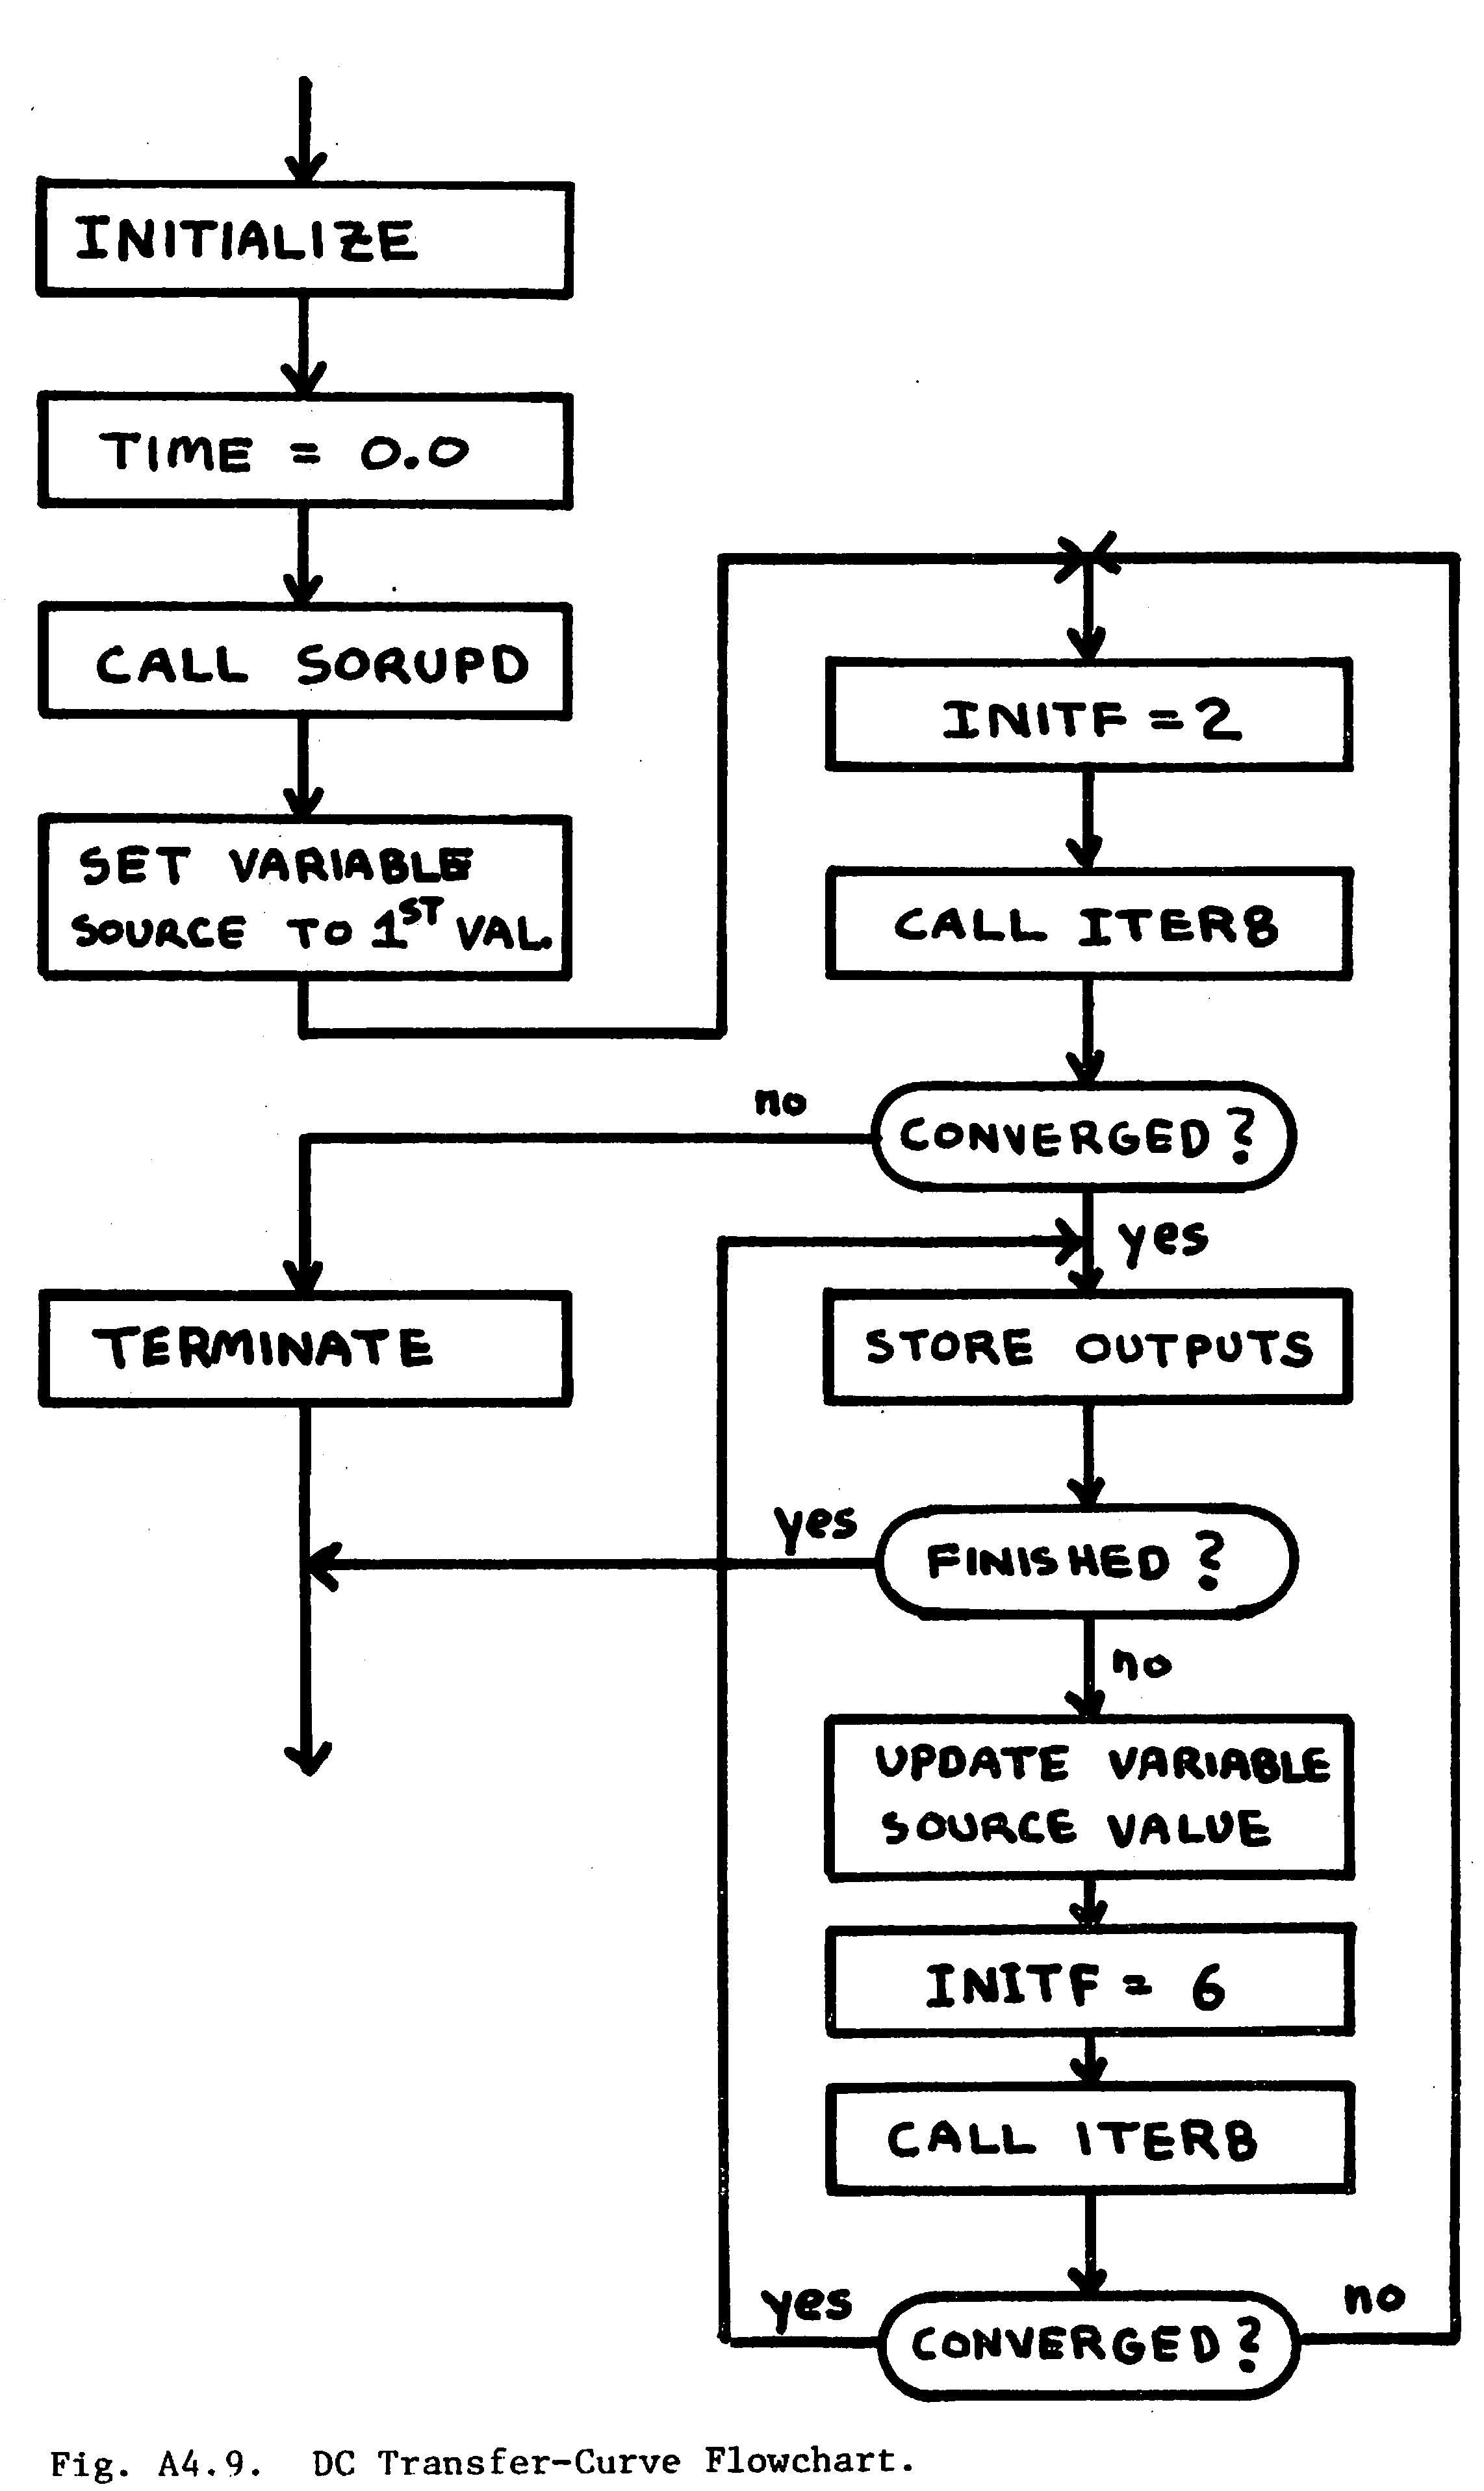 INITIALIZE
TIME = 0.0
CALL SORUPD
SET VARIABLE
SOURCE TO 1ST VAL.
INITF = 2
CALL ITER8
no
CONVERGED?
yes
TERMINATE
STORE OUTPUTS
yes
FINISHED?
no
UPDATE VARIABLE
SOURCE VALUE
INITF = 6
CALL ITER8
yes
CONVERGED?
no
Fig. A4.9. DC Transfer-Curve Flowchart.